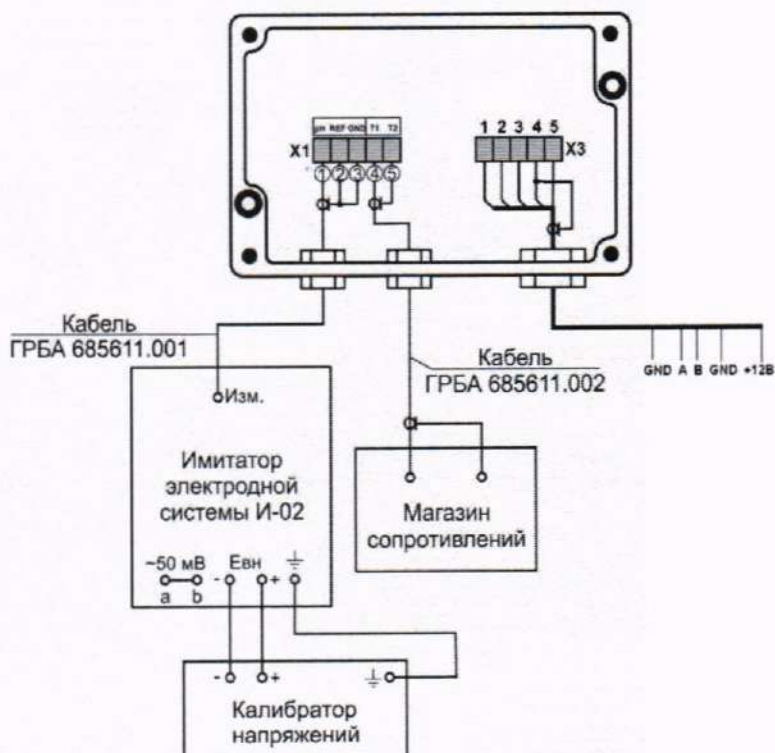 pH REF GND T1 T2
X1
1 2 3 4 5
1 2 3 4 5
X3
Кабель
ГРБА 685611.001
Кабель
ГРБА 685611.002
GND A B GND +12В
Изм.
Имитатор
электродной
системы И-02
~50 мВ Евн
- +
a b
Магазин
сопротивлений
- +
Калибратор
напряжений